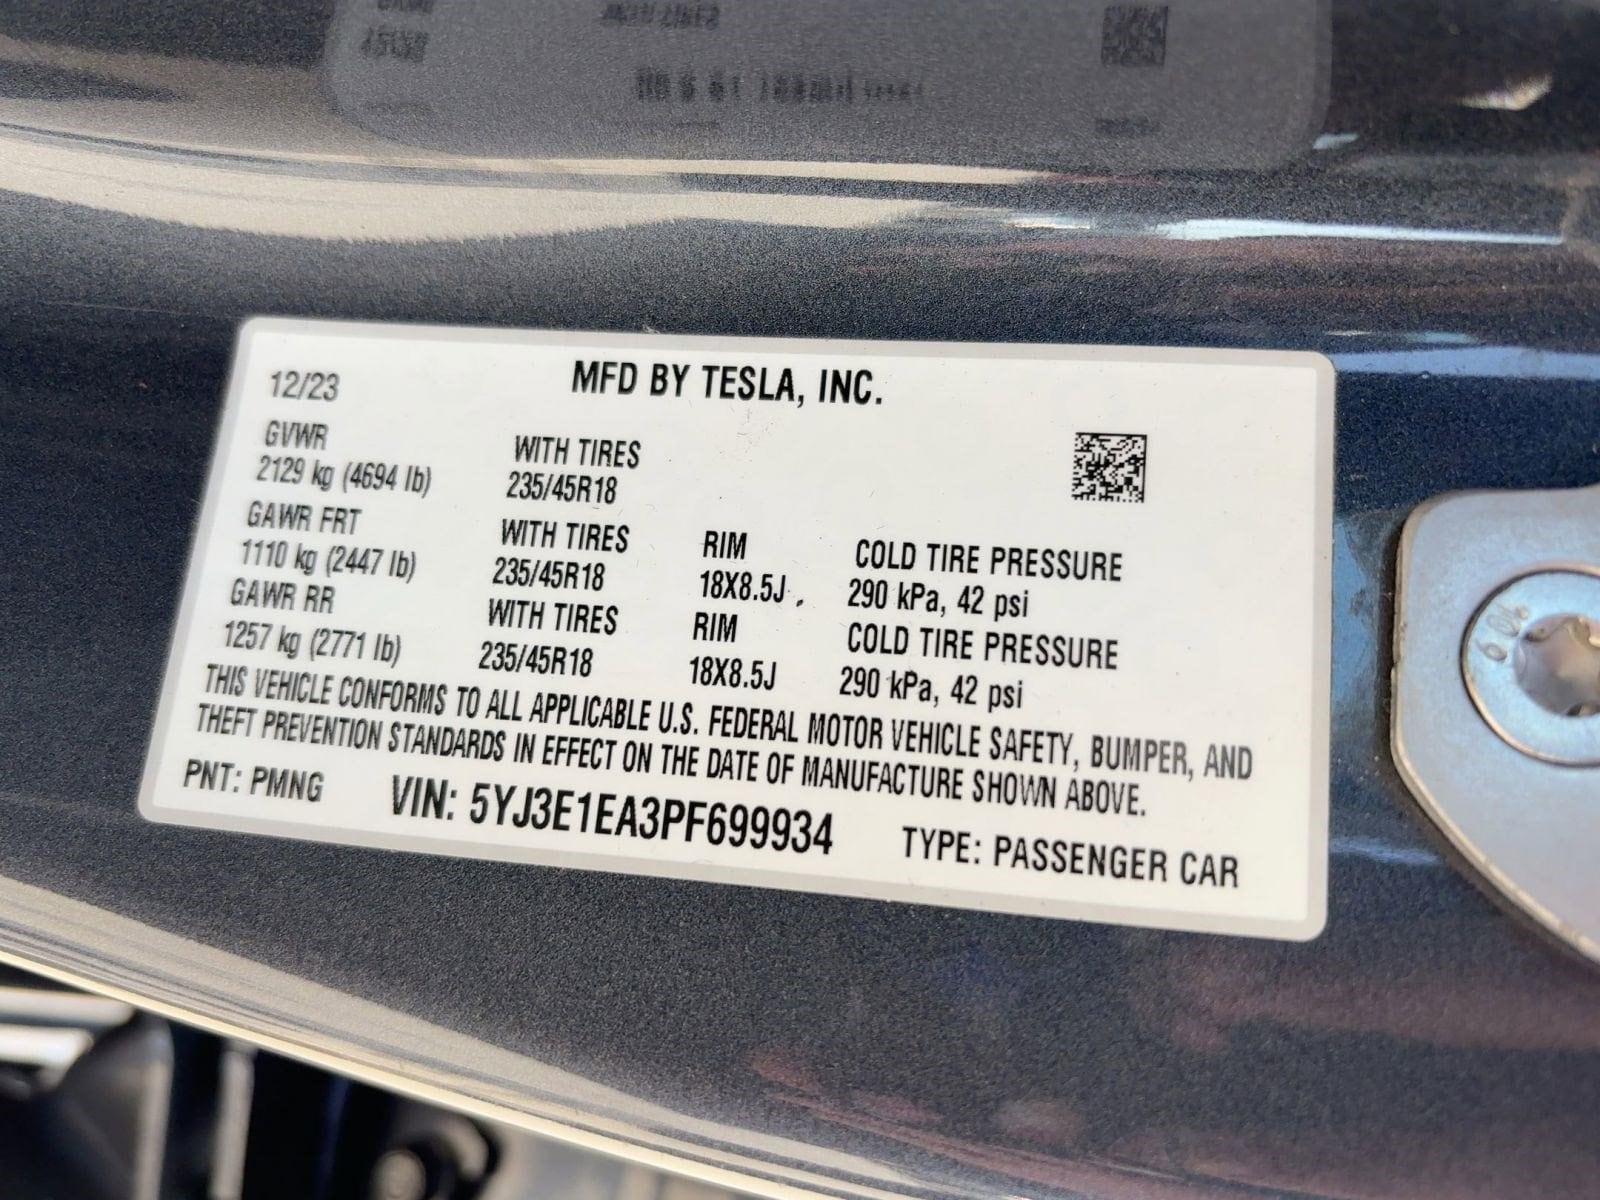 MFD BY TESLA, INC.
12/23
GVWR
2129 kg (4694 lb)
WITH TIRES
235/45R18
GAWR FRT
1110 kg (2447 lb)
WITH TIRES
235/45R18
RIM
18X8.5J
COLD TIRE PRESSURE
290 kPa, 42 psi
GAWR RR
1257 kg (2771 lb)
WITH TIRES
235/45R18
RIM
18X8.5J
COLD TIRE PRESSURE
290 kPa, 42 psi
THIS VEHICLE CONFORMS TO ALL APPLICABLE U.S. FEDERAL MOTOR VEHICLE SAFETY, BUMPER, AND
THEFT PREVENTION STANDARDS IN EFFECT ON THE DATE OF MANUFACTURE SHOWN ABOVE.
PNT: PMNG VIN: 5YJ3E1EA3PF699934 TYPE: PASSENGER CAR